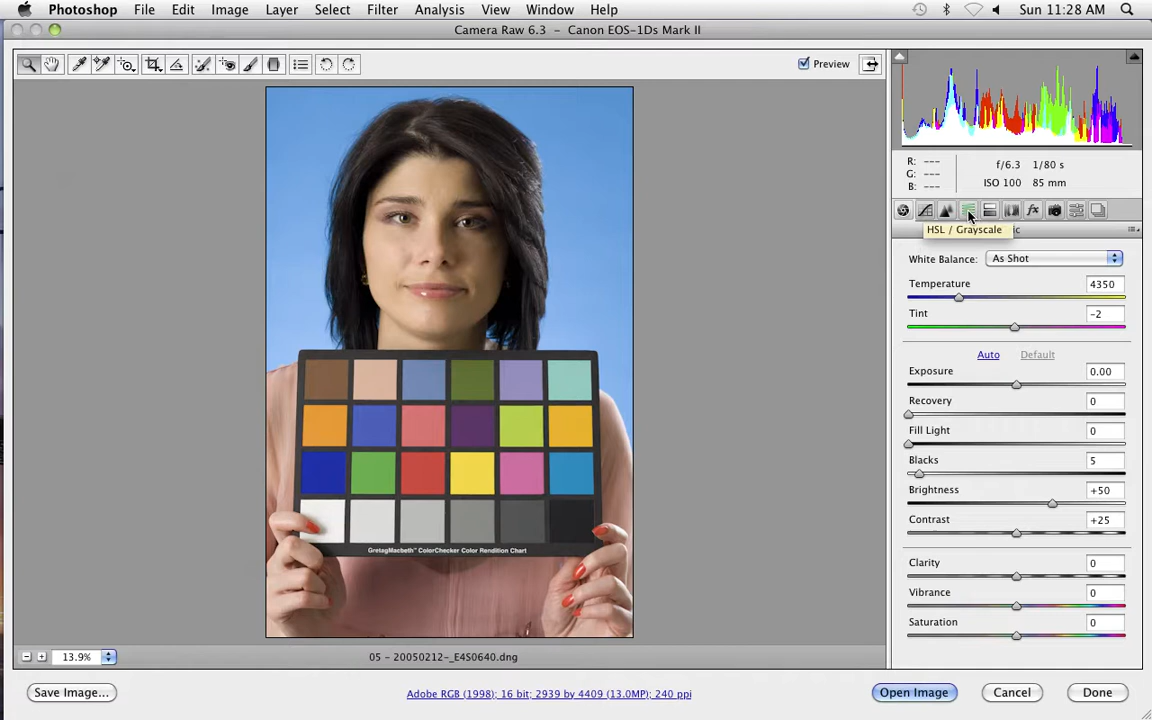 Photoshop File Edit Image Layer Select Filter Analysis View Window Help Sun 11:28 AM
Camera Raw 6.3 - Canon EOS-1Ds Mark II
Preview
R: ---
G: ---
B: ---
f/6.3 1/80 s
ISO 100 85 mm
fx
HSL / Grayscale
White Balance: As Shot
Temperature 4350
Tint -2
Auto Default
Exposure 0.00
Recovery 0
Fill Light 0
Blacks 5
Brightness +50
Contrast +25
Clarity 0
Vibrance 0
Saturation 0
GretagMacbeth™ ColorChecker Color Rendition Chart
13.9% 05 - 20050212-_E4S0640.dng
Save Image... Adobe RGB (1998); 16 bit; 2939 by 4409 (13.0MP); 240 ppi Open Image Cancel Done